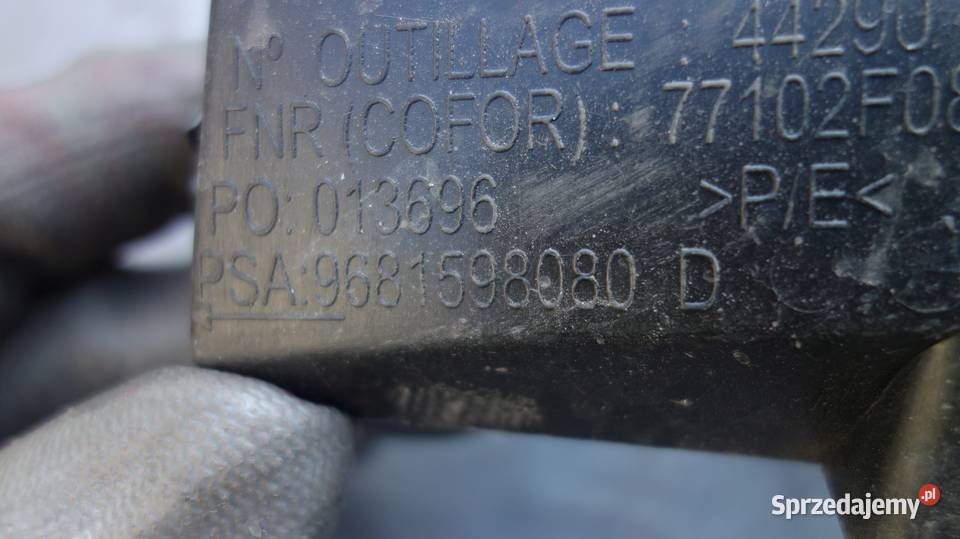 N° OUTILLAGE : 44290
FNR (COFOR) : 77102F08
PO: 013696 >P/E<
PSA:9681598080 D
Sprzedajemy.pl